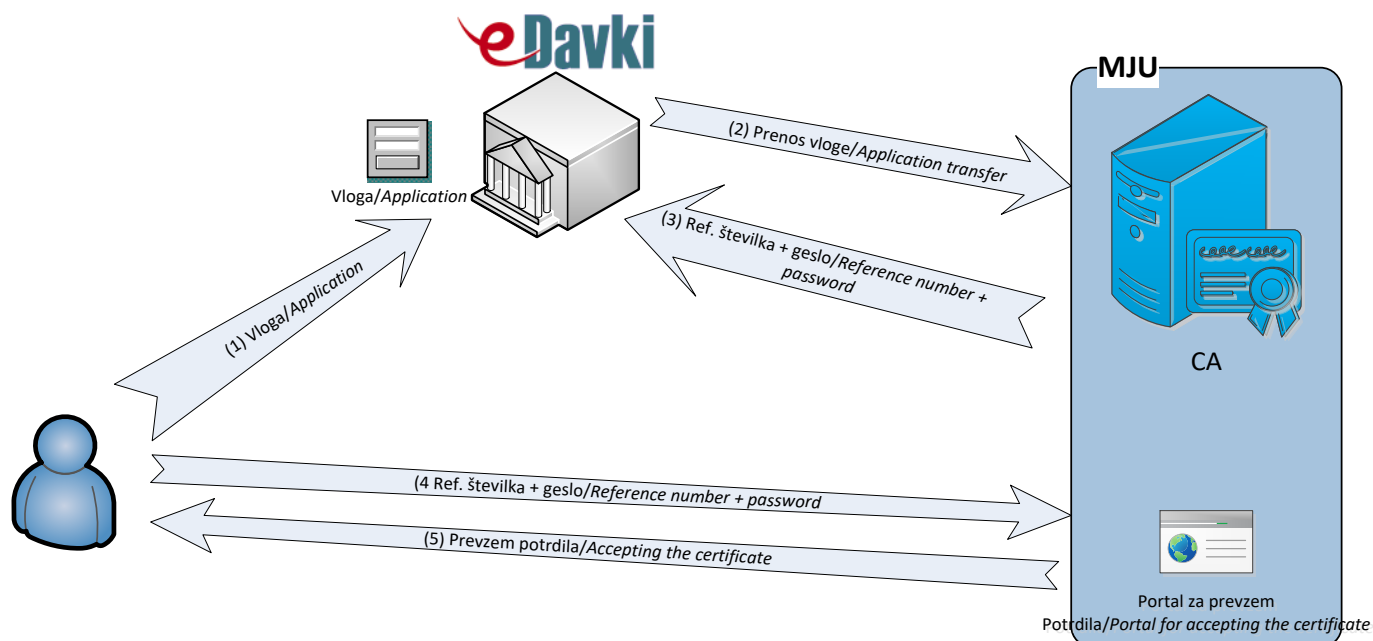 eDavki
MJU
(2) Prenos vloge/Application transfer
Vloga/Application
(3) Ref. številka + geslo/Reference number +
password
(1) Vloga/Application
CA
(4 Ref. številka + geslo/Reference number + password
(5) Prevzem potrdila/Accepting the certificate
Portal za prevzem
Potrdila/Portal for accepting the certificate